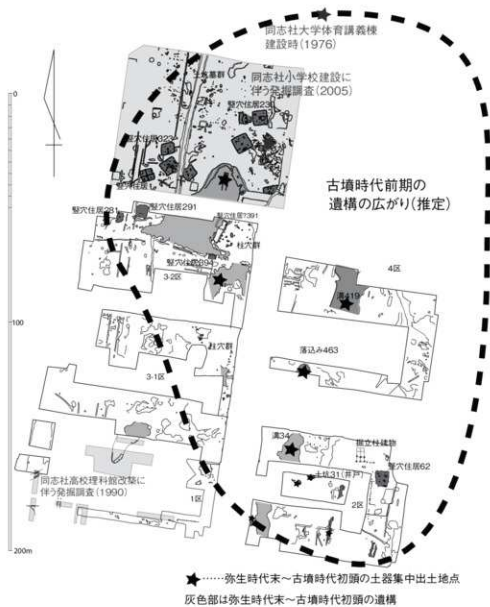 同志社大学体育講義棟
建設時(1976)
同志社小学校建設に
伴う発掘調査(2005)
竪穴住居323
0
古墳時代前期の
遺構の広がり(推定)
竪穴住居281
竪穴住居291
竪穴住居?391
柱穴群
竪穴住居394
3-2区
4区
溝419
100
落込み463
柱穴群
3-1区
溝34
掘立柱建物
竪穴住居62
土坑31(井戸)
同志社高校理科館改築に
伴う発掘調査(1990)
1区
2区
200m
★……弥生時代末～古墳時代初頭の土器集中出土地点
灰色部は弥生時代末～古墳時代初頭の遺構